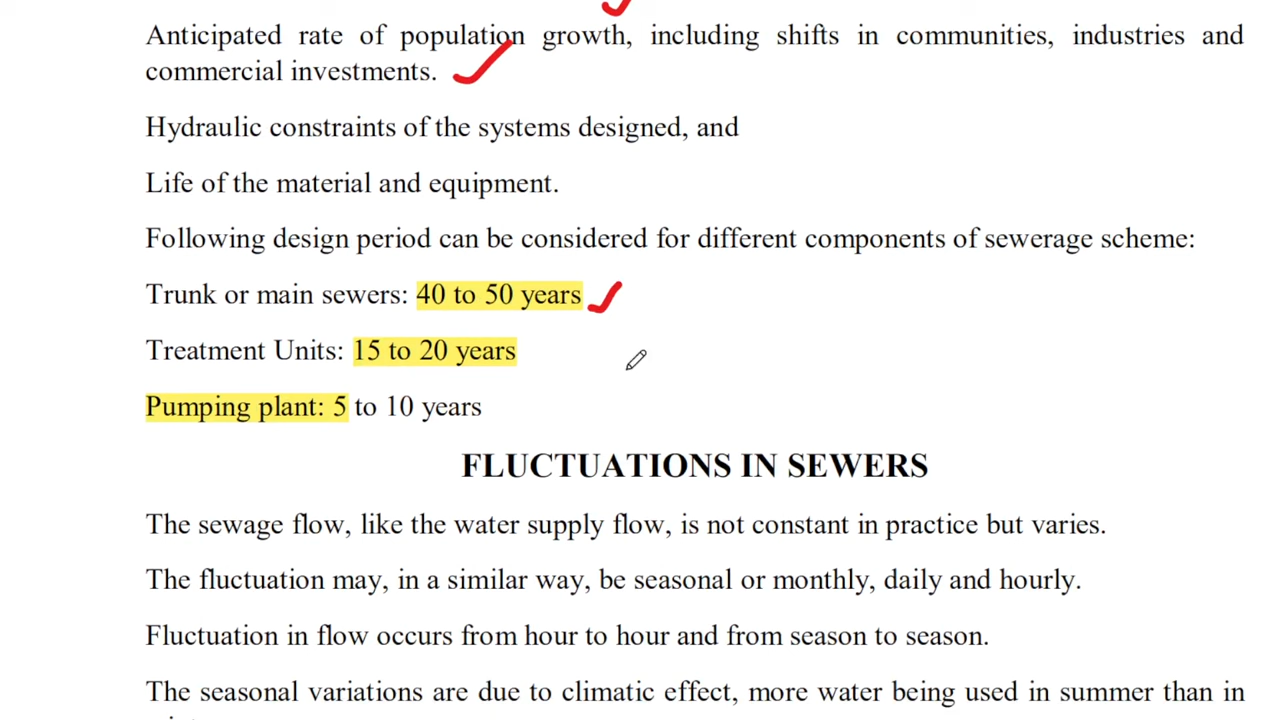 Anticipated rate of population growth, including shifts in communities, industries and
commercial investments.
Hydraulic constraints of the systems designed, and
Life of the material and equipment.
Following design period can be considered for different components of sewerage scheme:
Trunk or main sewers: 40 to 50 years
Treatment Units: 15 to 20 years
Pumping plant: 5 to 10 years
FLUCTUATIONS IN SEWERS
The sewage flow, like the water supply flow, is not constant in practice but varies.
The fluctuation may, in a similar way, be seasonal or monthly, daily and hourly.
Fluctuation in flow occurs from hour to hour and from season to season.
The seasonal variations are due to climatic effect, more water being used in summer than in